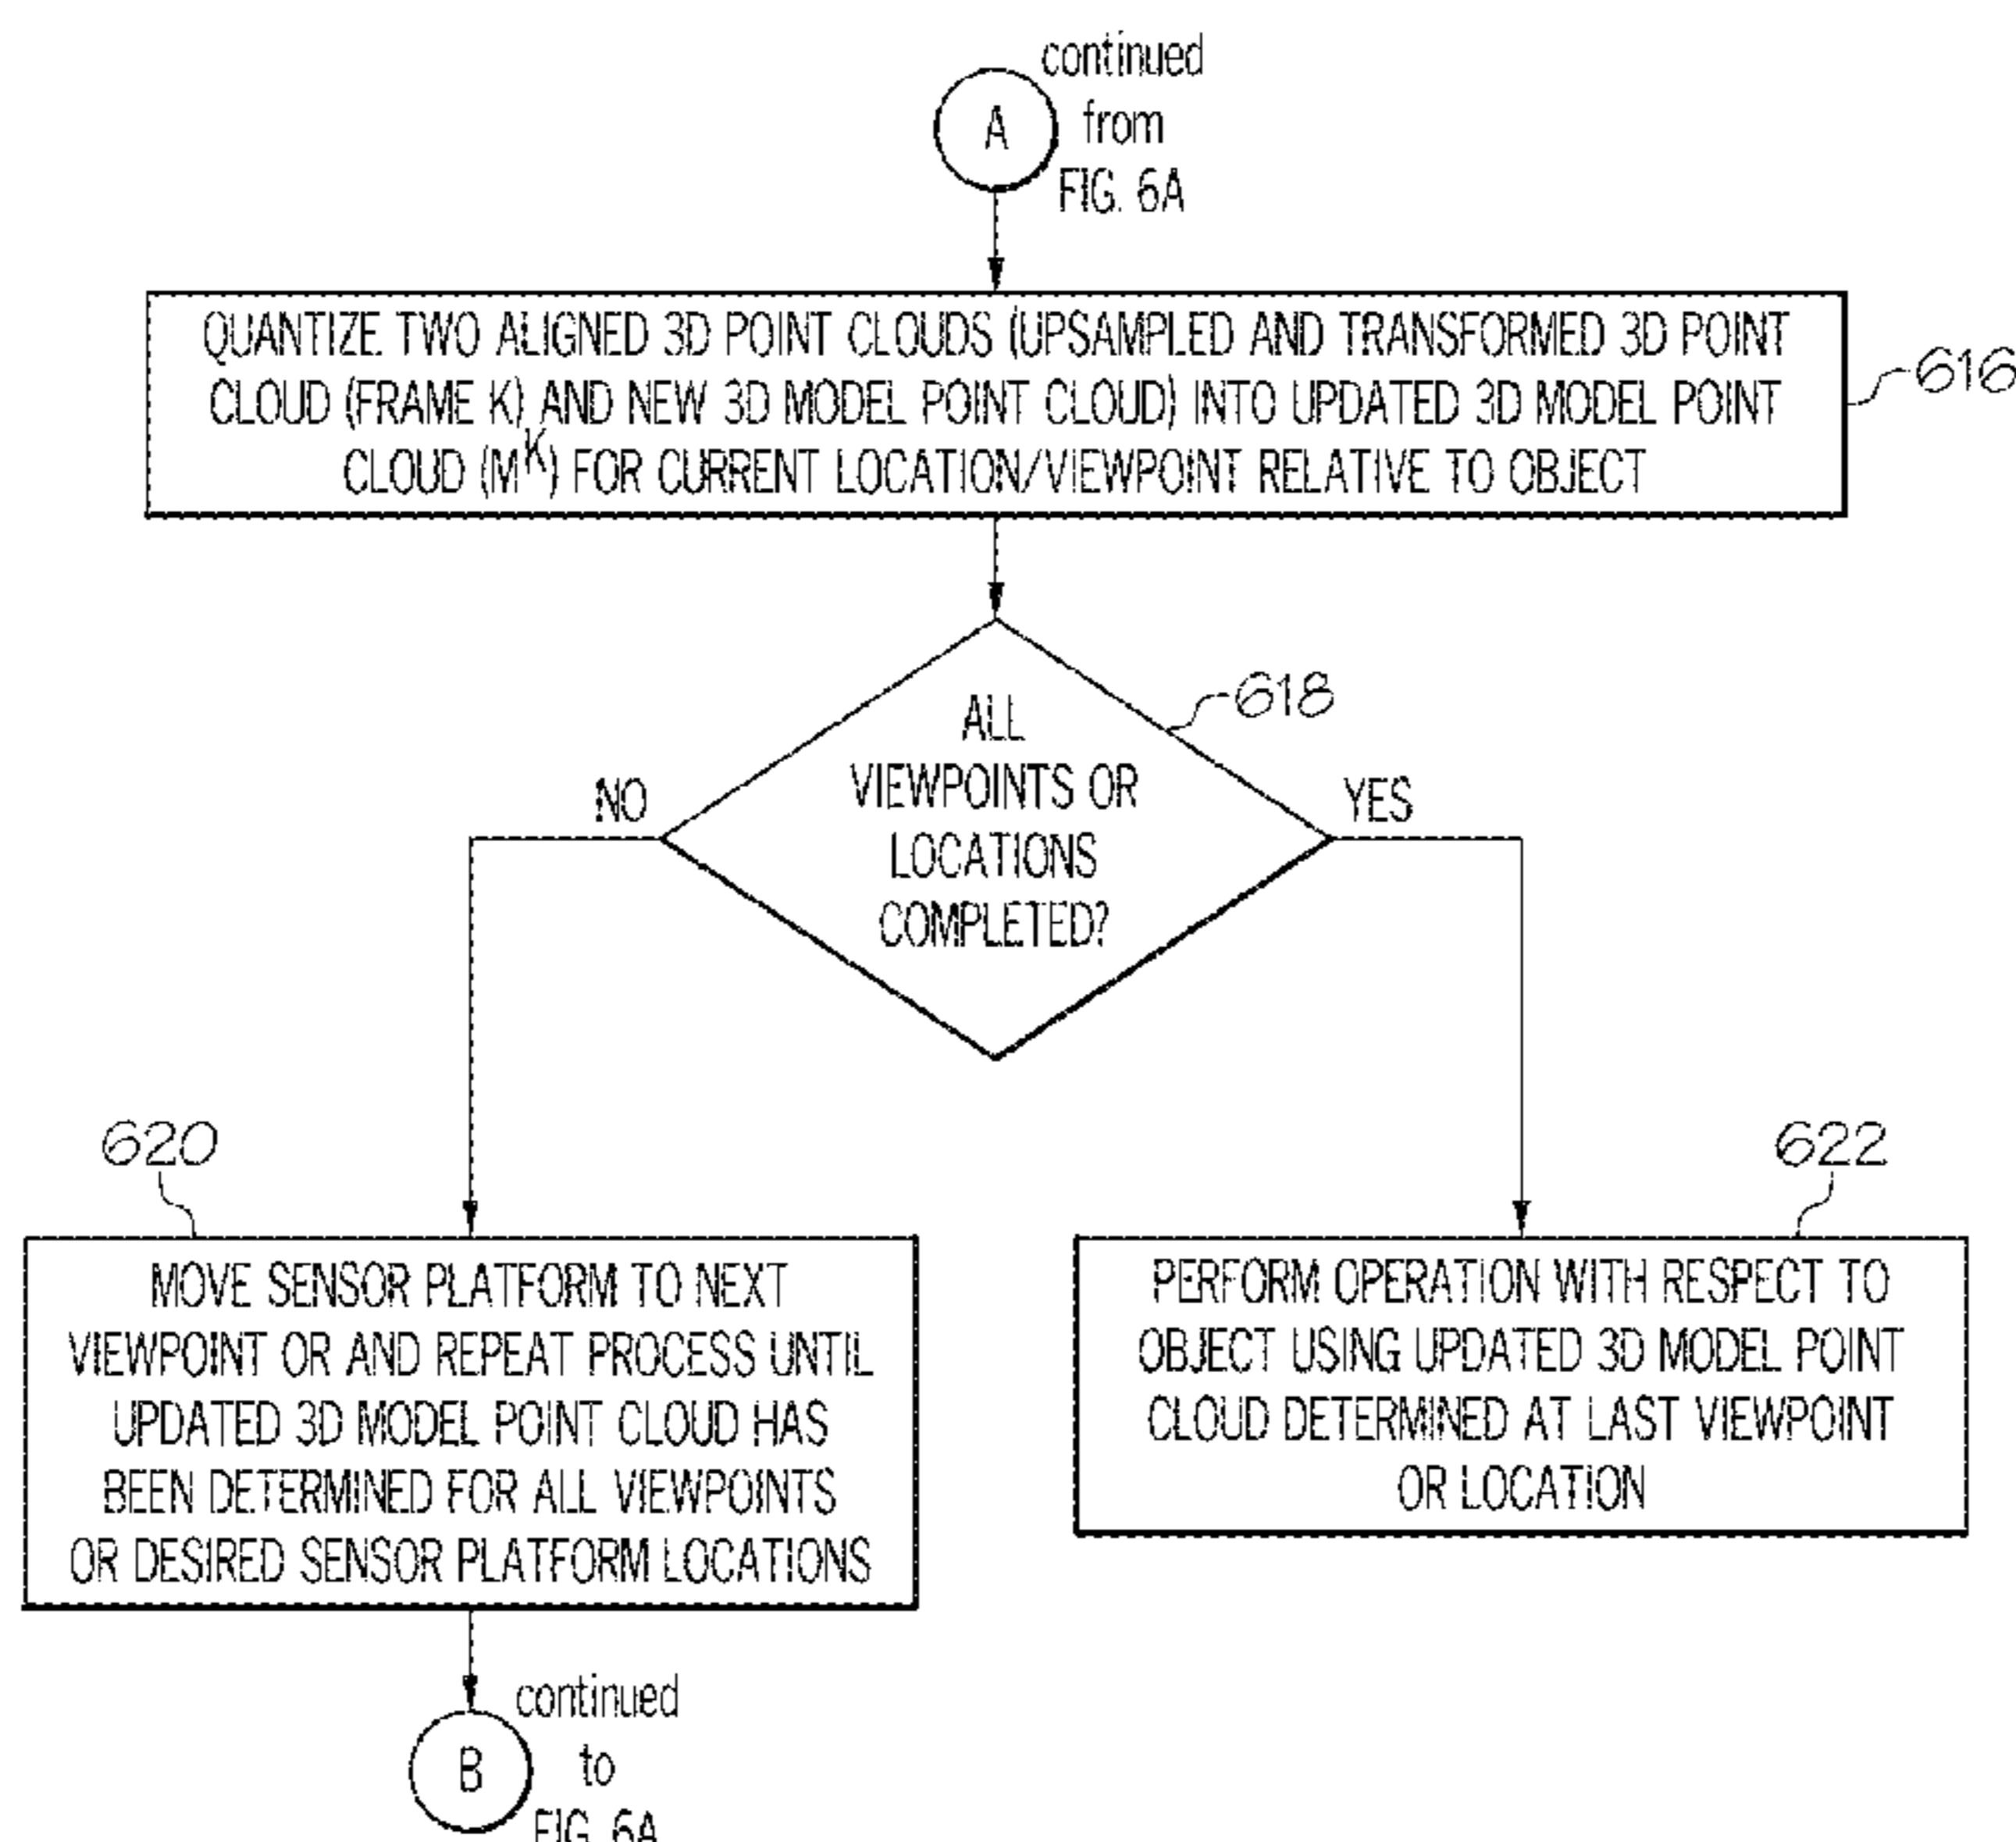 continued
from
FIG. 6A
A
QUANTIZE TWO ALIGNED 3D POINT CLOUDS (UPSAMPLED AND TRANSFORMED 3D POINT
CLOUD (FRAME K) AND NEW 3D MODEL POINT CLOUD) INTO UPDATED 3D MODEL POINT
CLOUD (M^K) FOR CURRENT LOCATION/VIEWPOINT RELATIVE TO OBJECT
616
618
ALL
VIEWPOINTS OR
LOCATIONS
COMPLETED?
NO
YES
620
MOVE SENSOR PLATFORM TO NEXT
VIEWPOINT OR AND REPEAT PROCESS UNTIL
UPDATED 3D MODEL POINT CLOUD HAS
BEEN DETERMINED FOR ALL VIEWPOINTS
OR DESIRED SENSOR PLATFORM LOCATIONS
622
PERFORM OPERATION WITH RESPECT TO
OBJECT USING UPDATED 3D MODEL POINT
CLOUD DETERMINED AT LAST VIEWPOINT
OR LOCATION
B
continued
to
FIG. 6A